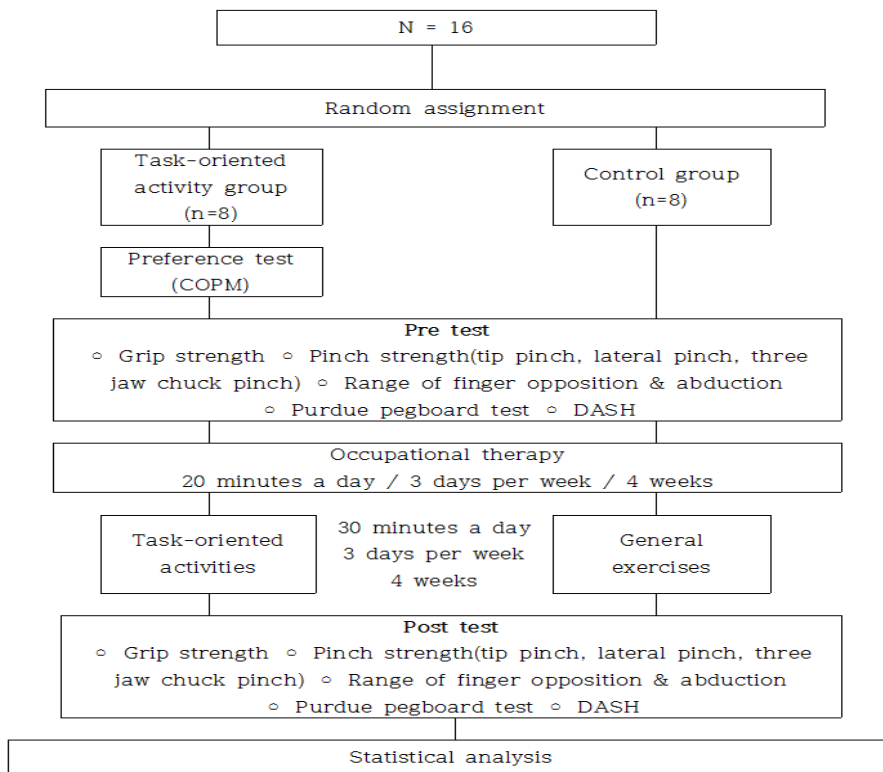 N = 16
Random assignment
Task-oriented
activity group
(n=8)
Control group
(n=8)
Preference test
(COPM)
Pre test
○ Grip strength ○ Pinch strength(tip pinch, lateral pinch, three
jaw chuck pinch) ○ Range of finger opposition & abduction
○ Purdue pegboard test ○ DASH
Occupational therapy
20 minutes a day / 3 days per week / 4 weeks
Task-oriented
activities
30 minutes a day
3 days per week
4 weeks
General
exercises
Post test
○ Grip strength ○ Pinch strength(tip pinch, lateral pinch, three
jaw chuck pinch) ○ Range of finger opposition & abduction
○ Purdue pegboard test ○ DASH
Statistical analysis